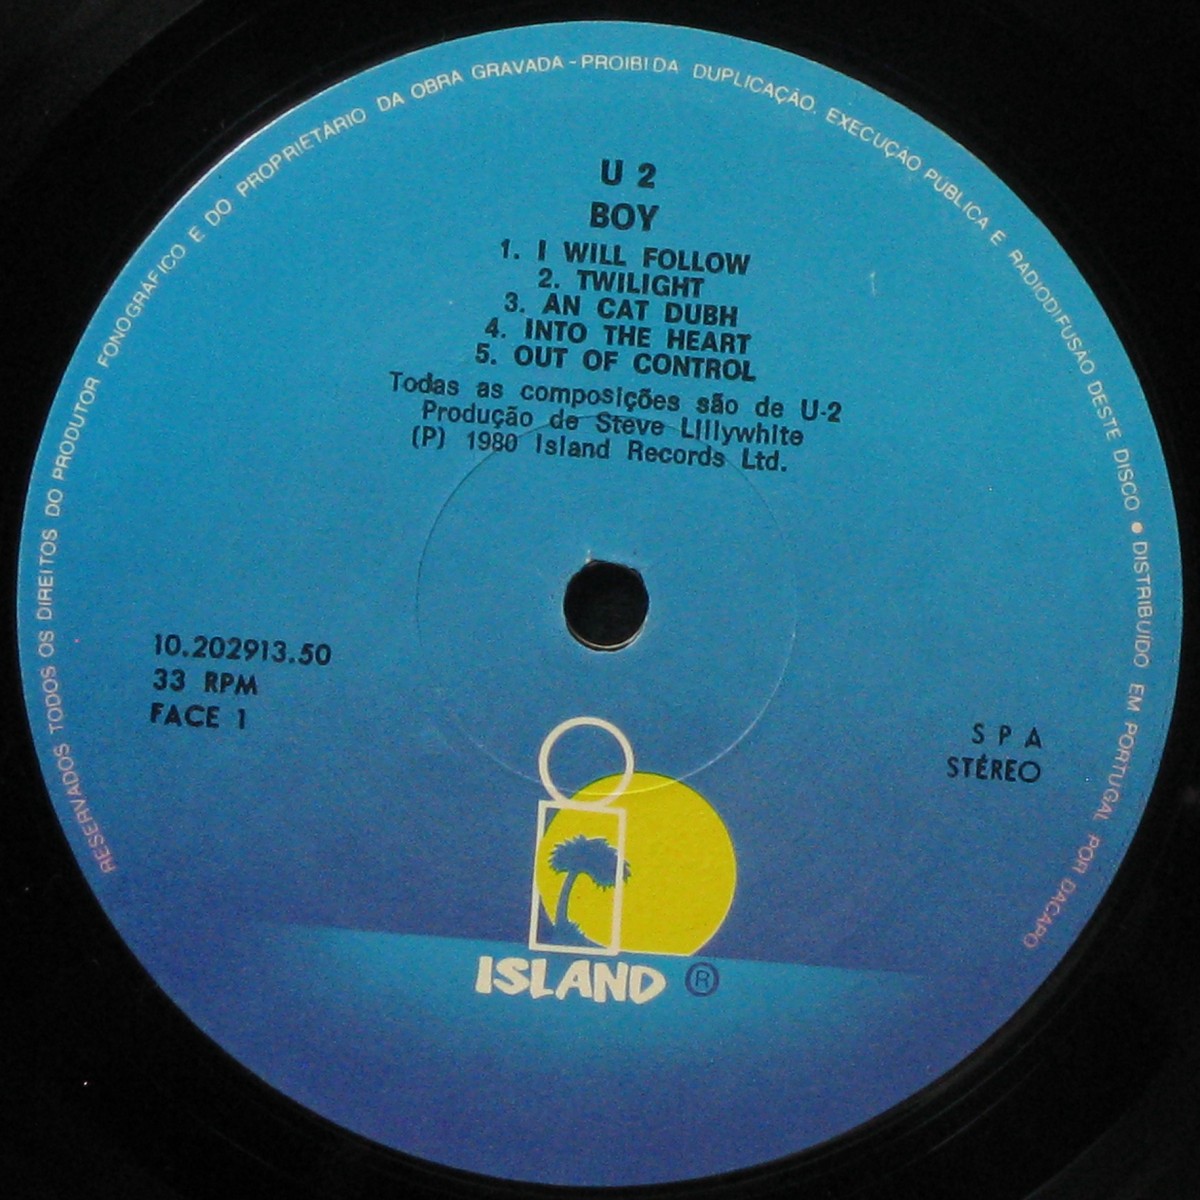 RESERVADOS TODOS OS DIREITOS DO PRODUTOR FONOGRÁFICO E DO PROPRIETÁRIO DA OBRA GRAVADA - PROIBIDA DUPLICAÇÃO, EXECUÇÃO PÚBLICA E RADIODIFUSÃO DESTE DISCO • DISTRIBUÍDO EM PORTUGAL POR DACAPO
U 2
BOY
1. I WILL FOLLOW
2. TWILIGHT
3. AN CAT DUBH
4. INTO THE HEART
5. OUT OF CONTROL
Todas as composições são de U-2
Produção de Steve Lillywhite
(P) 1980 Island Records Ltd.
10.202913.50
33 RPM
FACE 1
S P A
STÉREO
ISLAND ®